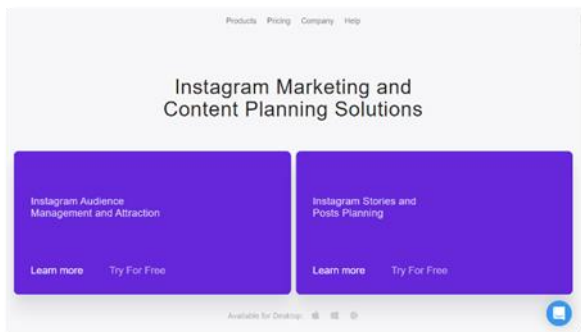 Products Pricing Company Help
Instagram Marketing and
Content Planning Solutions
Instagram Audience
Management and Attraction
Learn more Try For Free
Instagram Stories and
Posts Planning
Learn more Try For Free
Available for Desktop: